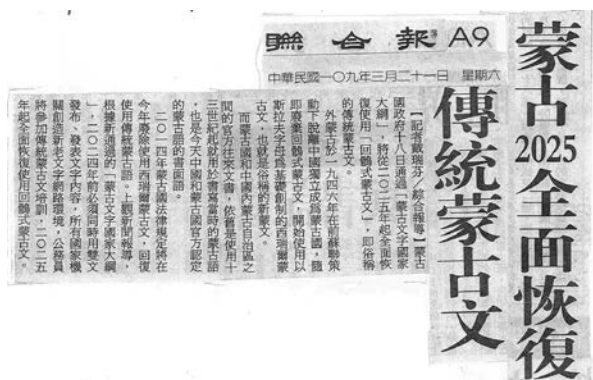 聯合報 A9
中華民國一〇九年三月二十一日 星期六
蒙古2025全面恢復
傳統蒙古文
【記者戴瑞芬╱綜合報導】蒙古
國政府十八日通過「蒙古文字國家
大綱」,將從二〇二五年起全面恢
復使用「回鶻式蒙古文」,即俗稱
的傳統蒙古文。
外蒙古於一九四六年在前蘇聯策
動下脫離中國獨立成為蒙古國,隨
即廢棄回鶻式蒙古文,開始使用以
斯拉夫字母為基礎創制的西瑞爾蒙
古文,也就是俗稱的新蒙文。
而蒙古國和中國內蒙古自治區之
間的官方往來文書,依舊是使用十
三世紀起啟用於書寫當時的蒙古語
,也是今天中國和蒙古國官方認定
的蒙古語的書面語。
二〇一四年蒙古國法律規定將在
今年廢除使用西瑞爾蒙古文,回復
使用傳統蒙古語。上觀新聞報導,
根據新通過的「蒙古文字國家大綱
」,二〇二四年前必須同時用雙文
發布、發表文字內容,所有國家機
關創造新老文字網路環境,公務員
將參加傳統蒙古文培訓,二〇二五
年起全面恢復使用回鶻式蒙古文。